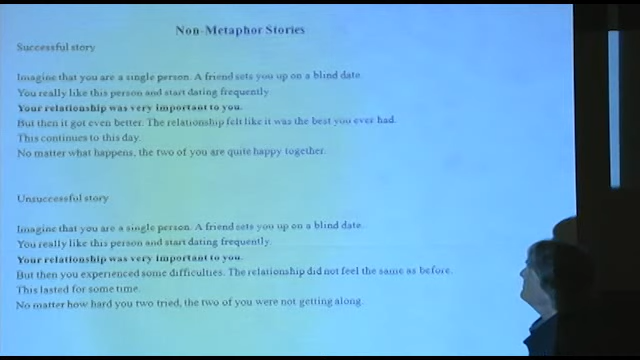 Non-Metaphor Stories
Successful story
Imagine that you are a single person. A friend sets you up on a blind date.
You really like this person and start dating frequently
Your relationship was very important to you.
But then it got even better. The relationship felt like it was the best you ever had.
This continues to this day.
No matter what happens, the two of you are quite happy together.
Unsuccessful story
Imagine that you are a single person. A friend sets you up on a blind date.
You really like this person and start dating frequently
Your relationship was very important to you.
But then you experienced some difficulties. The relationship did not feel the same as before.
This lasted for some time.
No matter how hard you two tried, the two of you were not getting along.